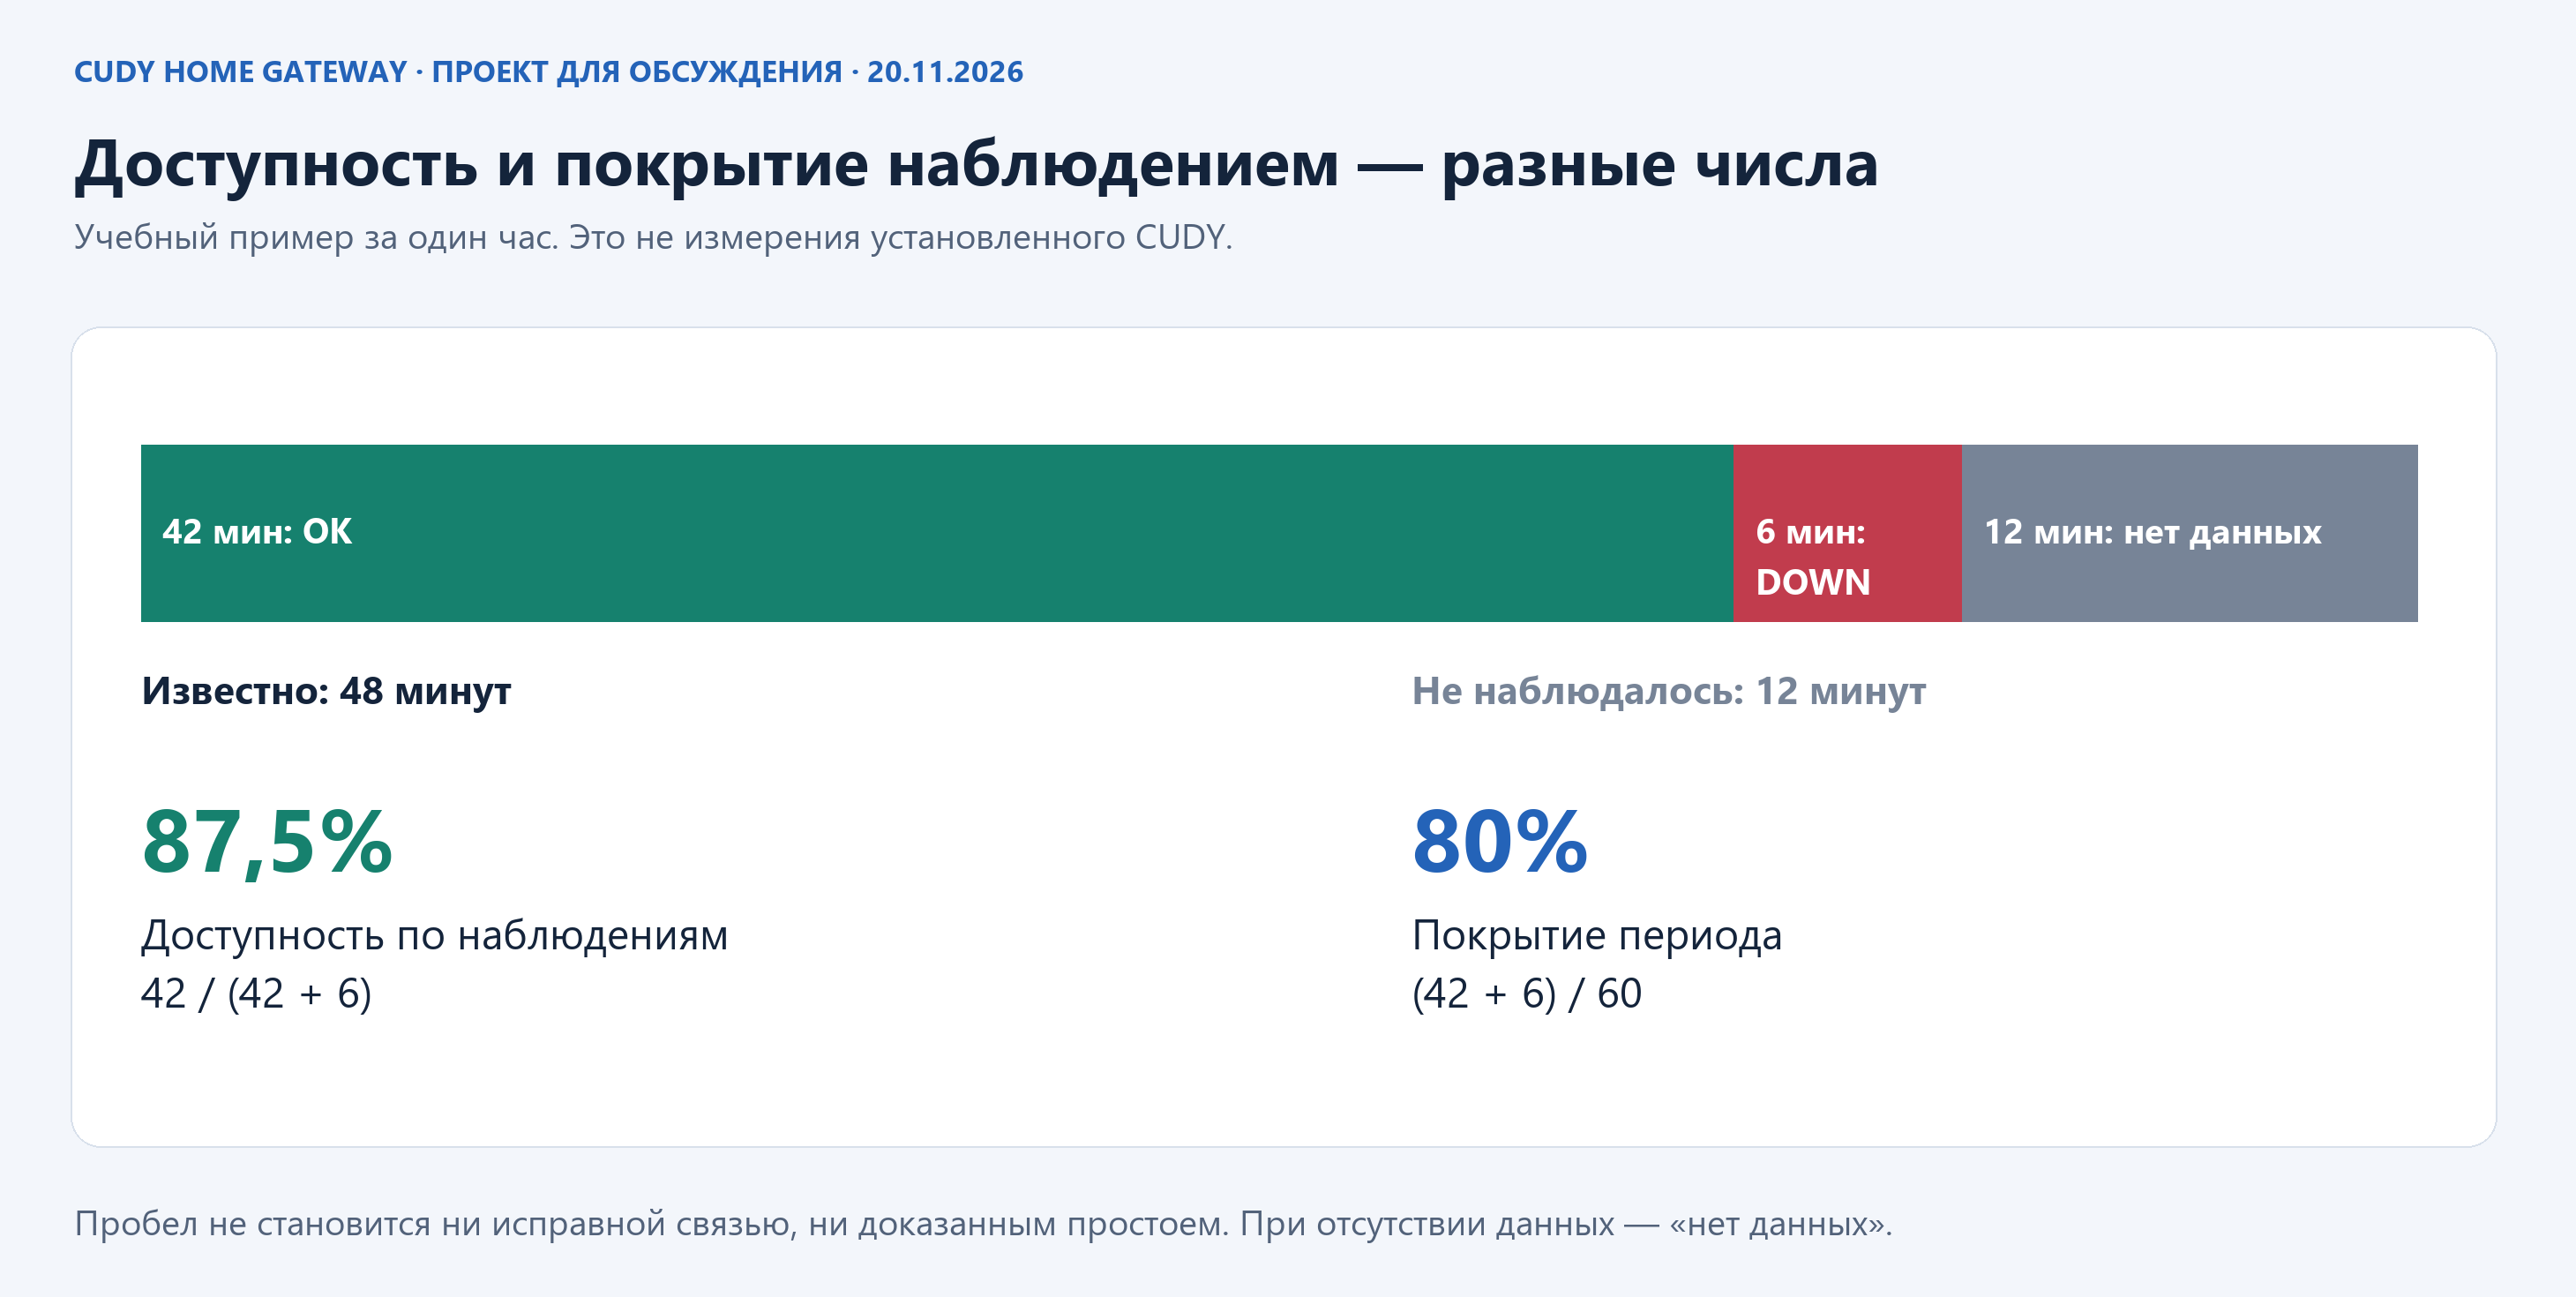 CUDY HOME GATEWAY · ПРОЕКТ ДЛЯ ОБСУЖДЕНИЯ · 20.11.2026
Доступность и покрытие наблюдением — разные числа
Учебный пример за один час. Это не измерения установленного CUDY.
42 мин: OK
6 мин:
DOWN
12 мин: нет данных
Известно: 48 минут
Не наблюдалось: 12 минут
87,5%
Доступность по наблюдениям
42 / (42 + 6)
80%
Покрытие периода
(42 + 6) / 60
Пробел не становится ни исправной связью, ни доказанным простоем. При отсутствии данных — «нет данных».